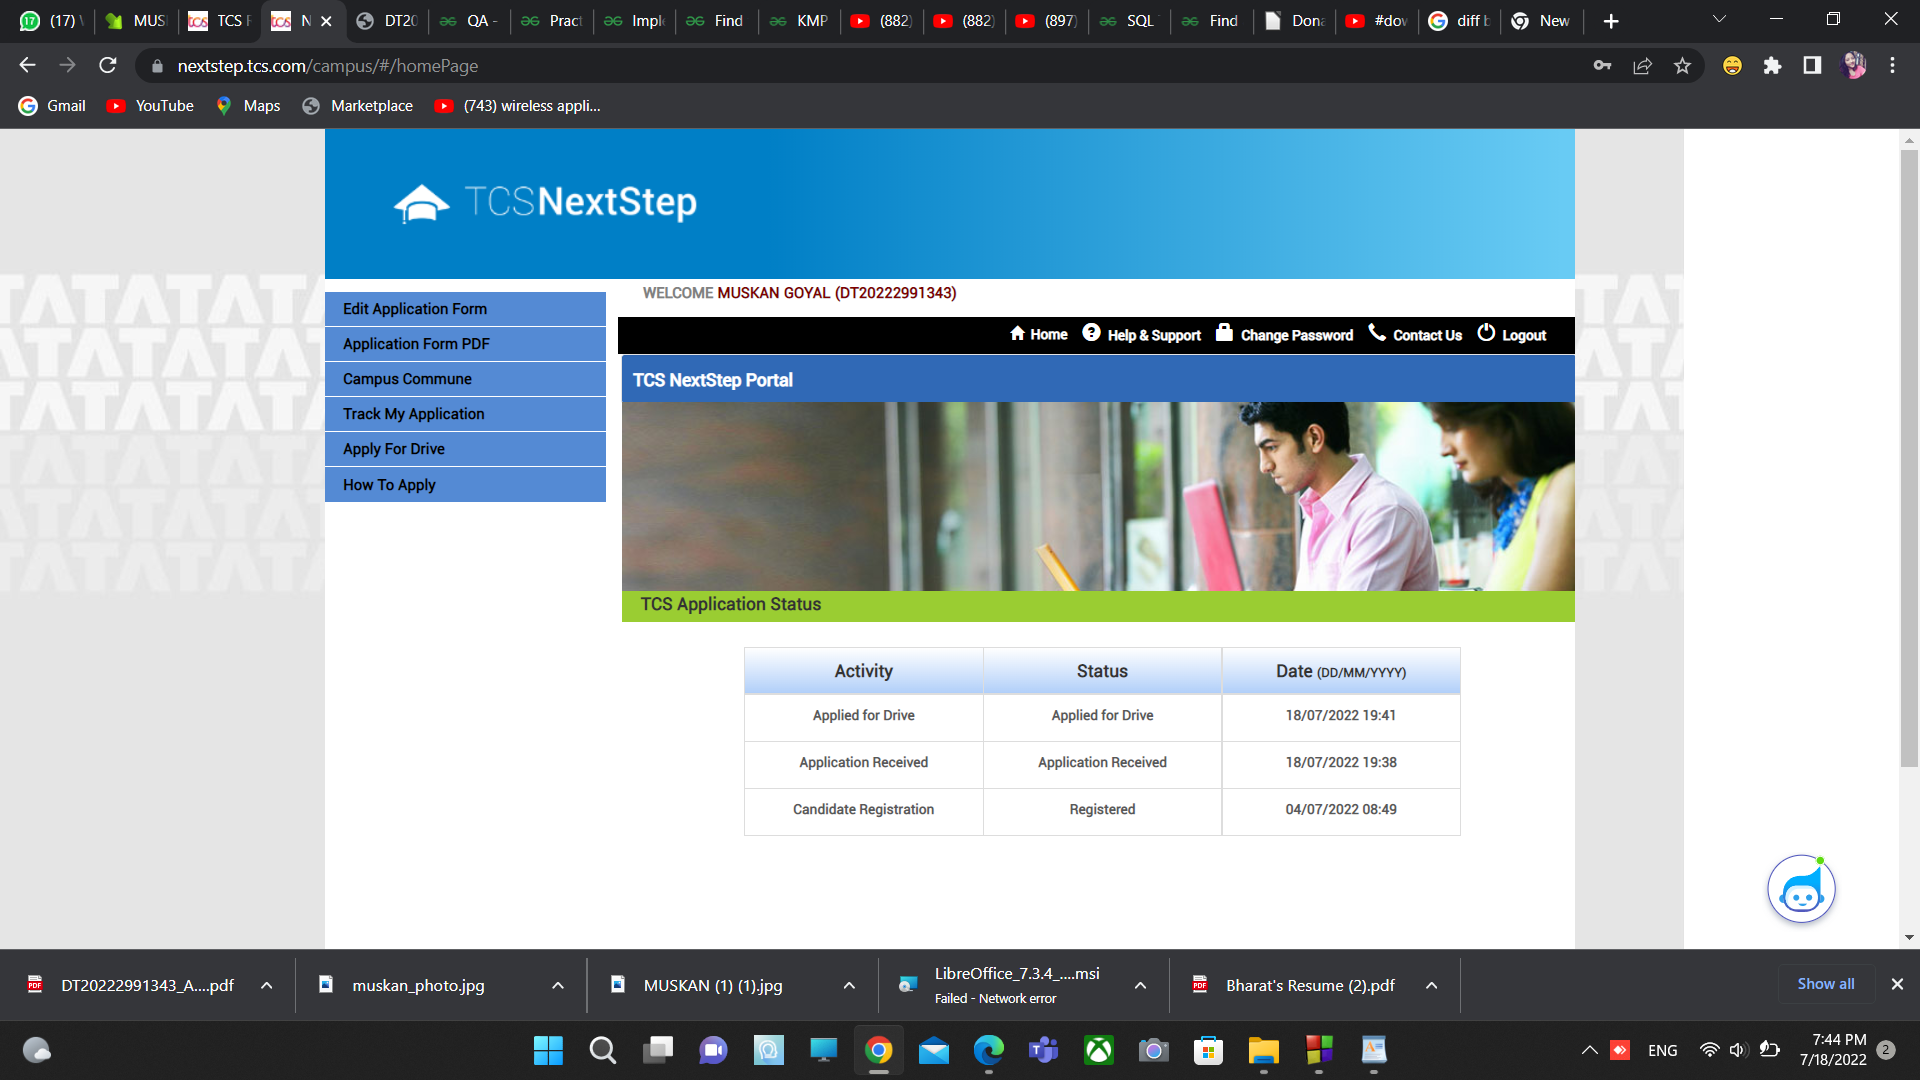 (17)
MUS
TCS
DT20
QA -
Pract
Imple
Find
KMP
(882)
(882)
(897)
SQL
Find
Dona
#dow
diff b
New
nextstep.tcs.com/campus/#/homePage
Gmail
YouTube
Maps
Marketplace
(743) wireless appli...
TCSNextStep
WELCOME MUSKAN GOYAL (DT20222991343)
Home
Help & Support
Change Password
Contact Us
Logout
Edit Application Form
Application Form PDF
Campus Commune
Track My Application
Apply For Drive
How To Apply
TCS NextStep Portal
TCS Application Status
Activity Status Date (DD/MM/YYYY)
Applied for Drive Applied for Drive 18/07/2022 19:41
Application Received Application Received 18/07/2022 19:38
Candidate Registration Registered 04/07/2022 08:49
DT20222991343_A....pdf
muskan_photo.jpg
MUSKAN (1) (1).jpg
LibreOffice_7.3.4_....msi
Failed - Network error
Bharat's Resume (2).pdf
Show all
ENG
7:44 PM
7/18/2022
2